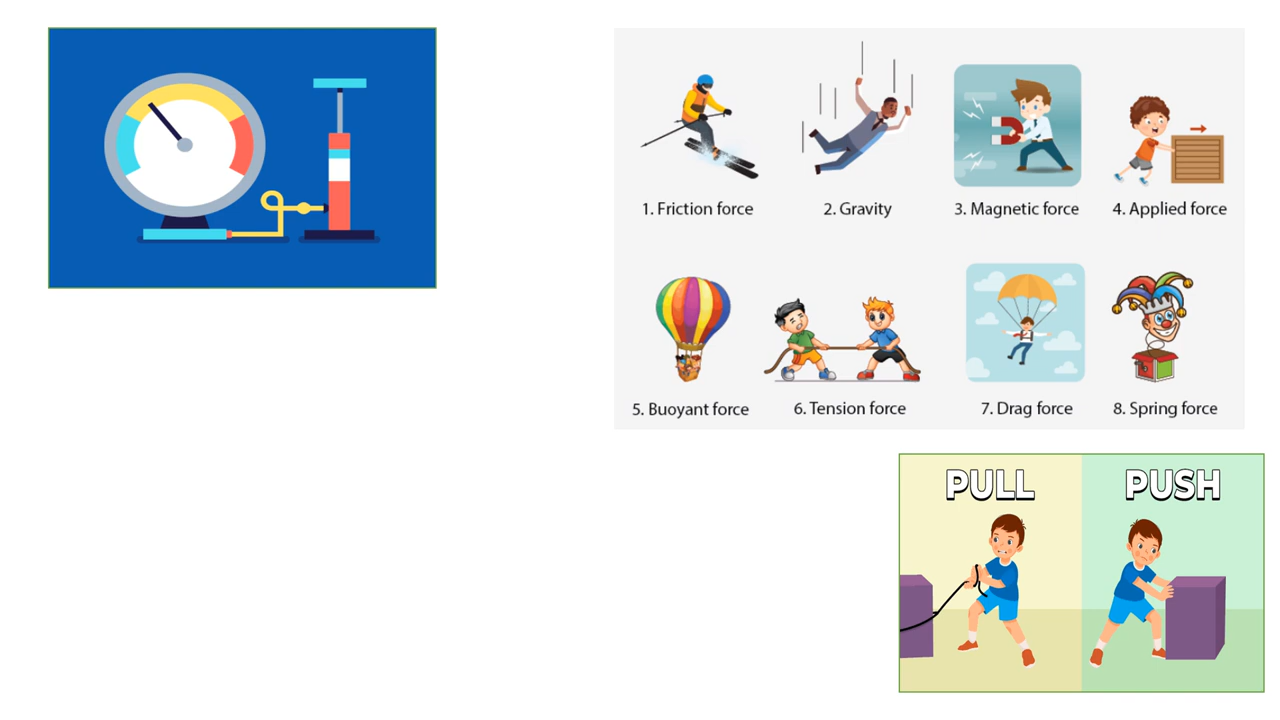 1. Friction force
2. Gravity
3. Magnetic force
4. Applied force
5. Buoyant force
6. Tension force
7. Drag force
8. Spring force
PULL
PUSH